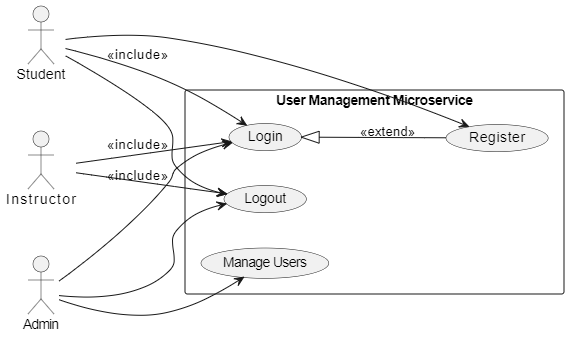 Student
«include»
User Management Microservice
Login
«extend»
Register
«include»
Instructor
«include»
Logout
Manage Users
Admin